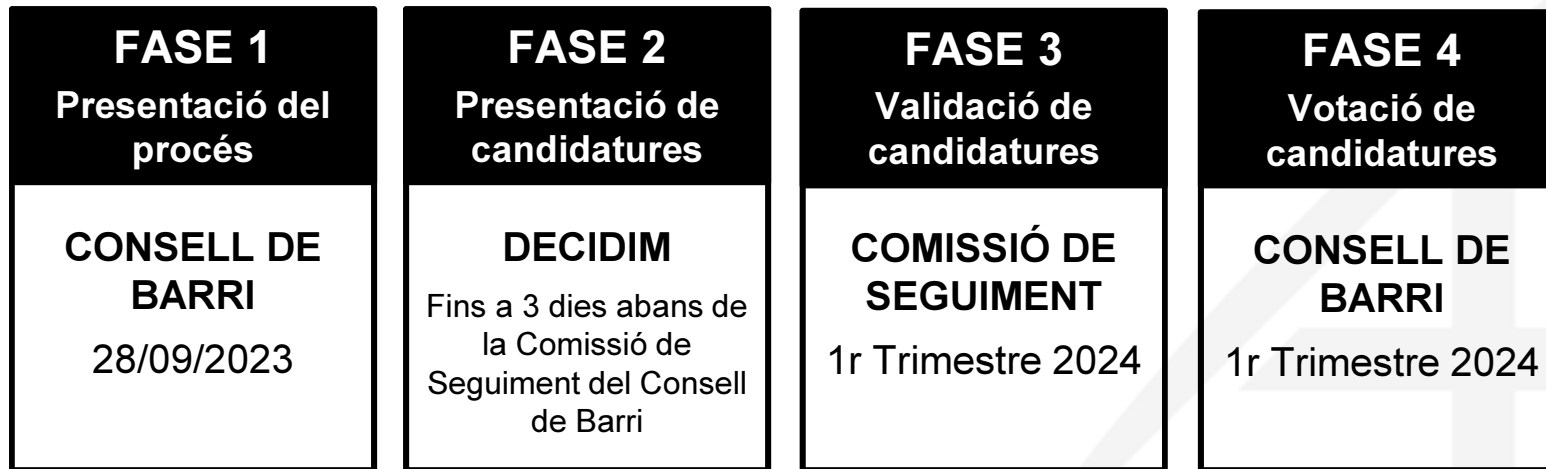 FASE 1
Presentació del
procés
CONSELL DE
BARRI
28/09/2023
FASE 2
Presentació de
candidatures
DECIDIM
Fins a 3 dies abans de
la Comissió de
Seguiment del Consell
de Barri
FASE 3
Validació de
candidatures
COMISSIÓ DE
SEGUIMENT
1r Trimestre 2024
FASE 4
Votació de
candidatures
CONSELL DE
BARRI
1r Trimestre 2024